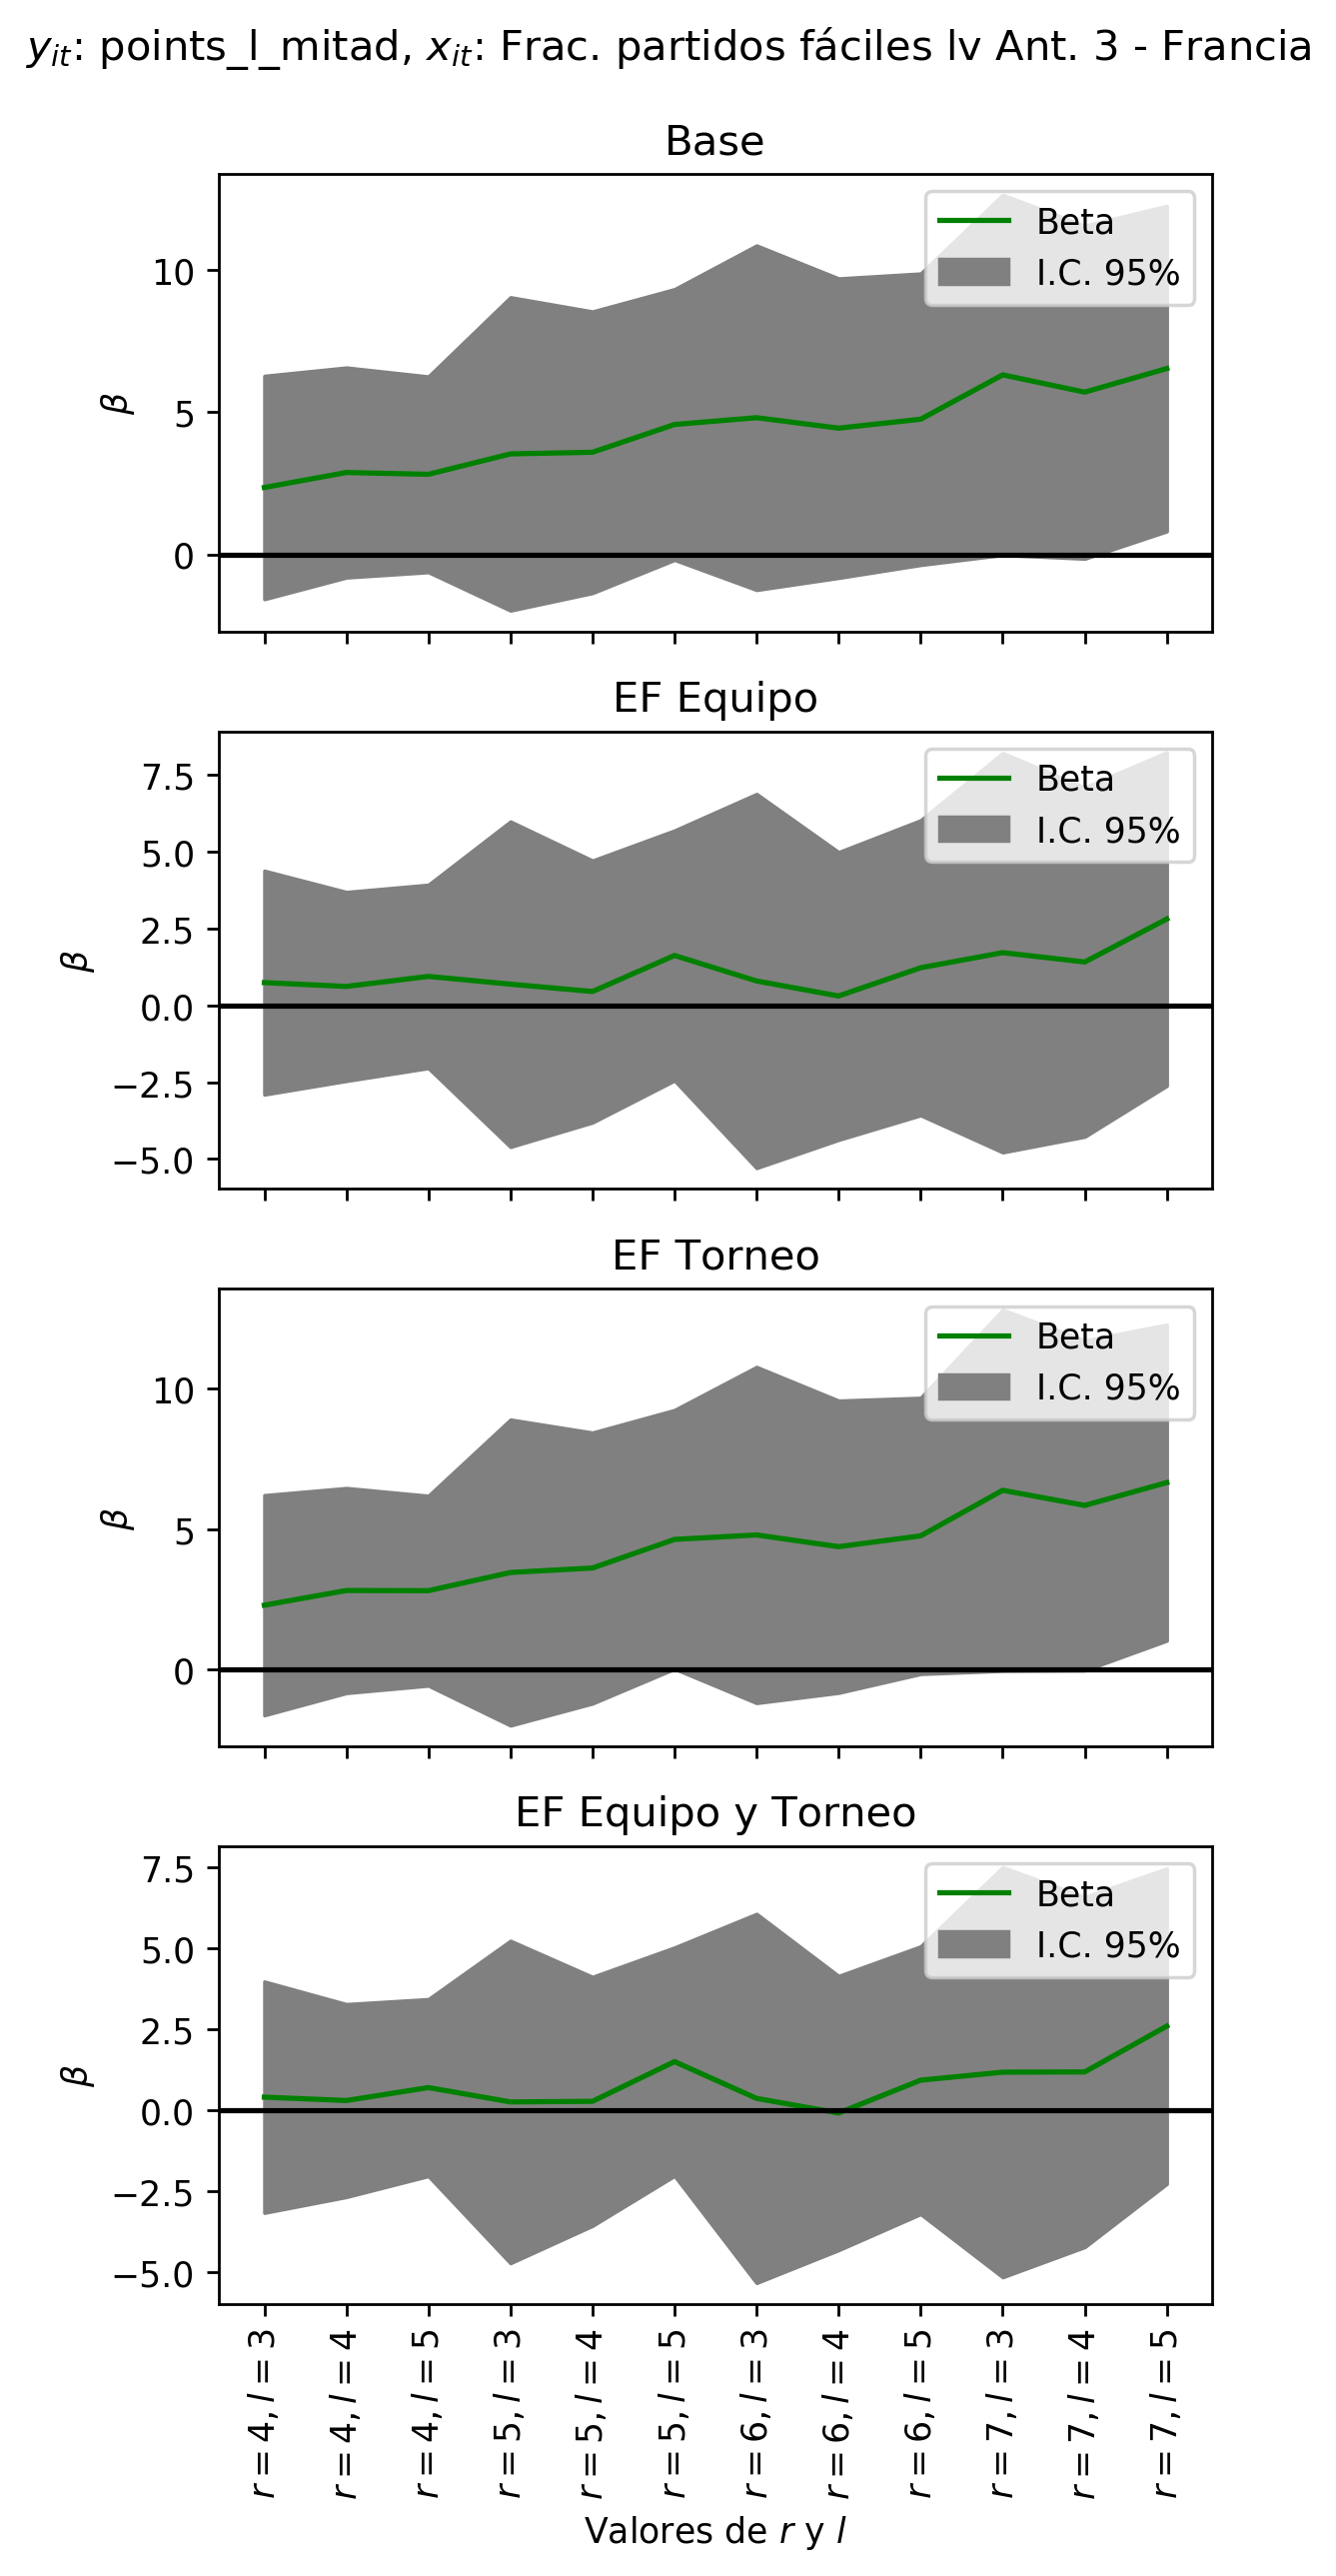 y_it: points_l_mitad, x_it: Frac. partidos fáciles lv Ant. 3 - Francia
Base
Beta
I.C. 95%
10
5
0
β
EF Equipo
Beta
I.C. 95%
7.5
5.0
2.5
0.0
−2.5
−5.0
β
EF Torneo
Beta
I.C. 95%
10
5
0
β
EF Equipo y Torneo
Beta
I.C. 95%
7.5
5.0
2.5
0.0
−2.5
−5.0
β
r = 4, l = 3
r = 4, l = 4
r = 4, l = 5
r = 5, l = 3
r = 5, l = 4
r = 5, l = 5
r = 6, l = 3
r = 6, l = 4
r = 6, l = 5
r = 7, l = 3
r = 7, l = 4
r = 7, l = 5
Valores de r y l